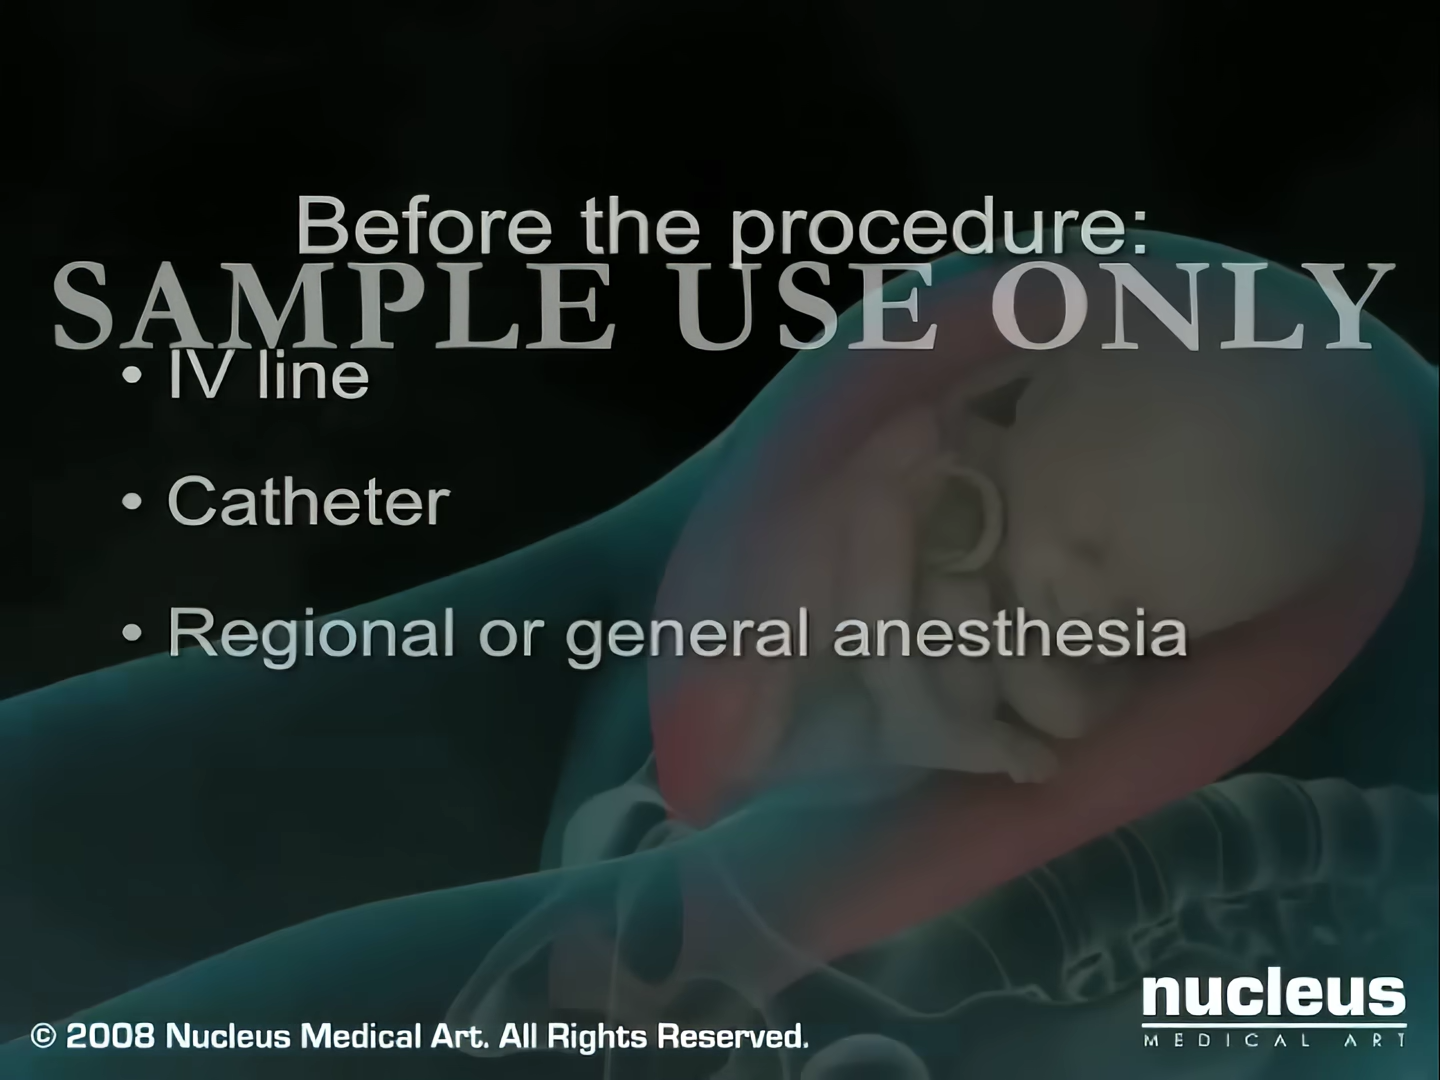 Before the procedure:
SAMPLE USE ONLY
• IV line
• Catheter
• Regional or general anesthesia
nucleus
MEDICAL ART
© 2008 Nucleus Medical Art. All Rights Reserved.